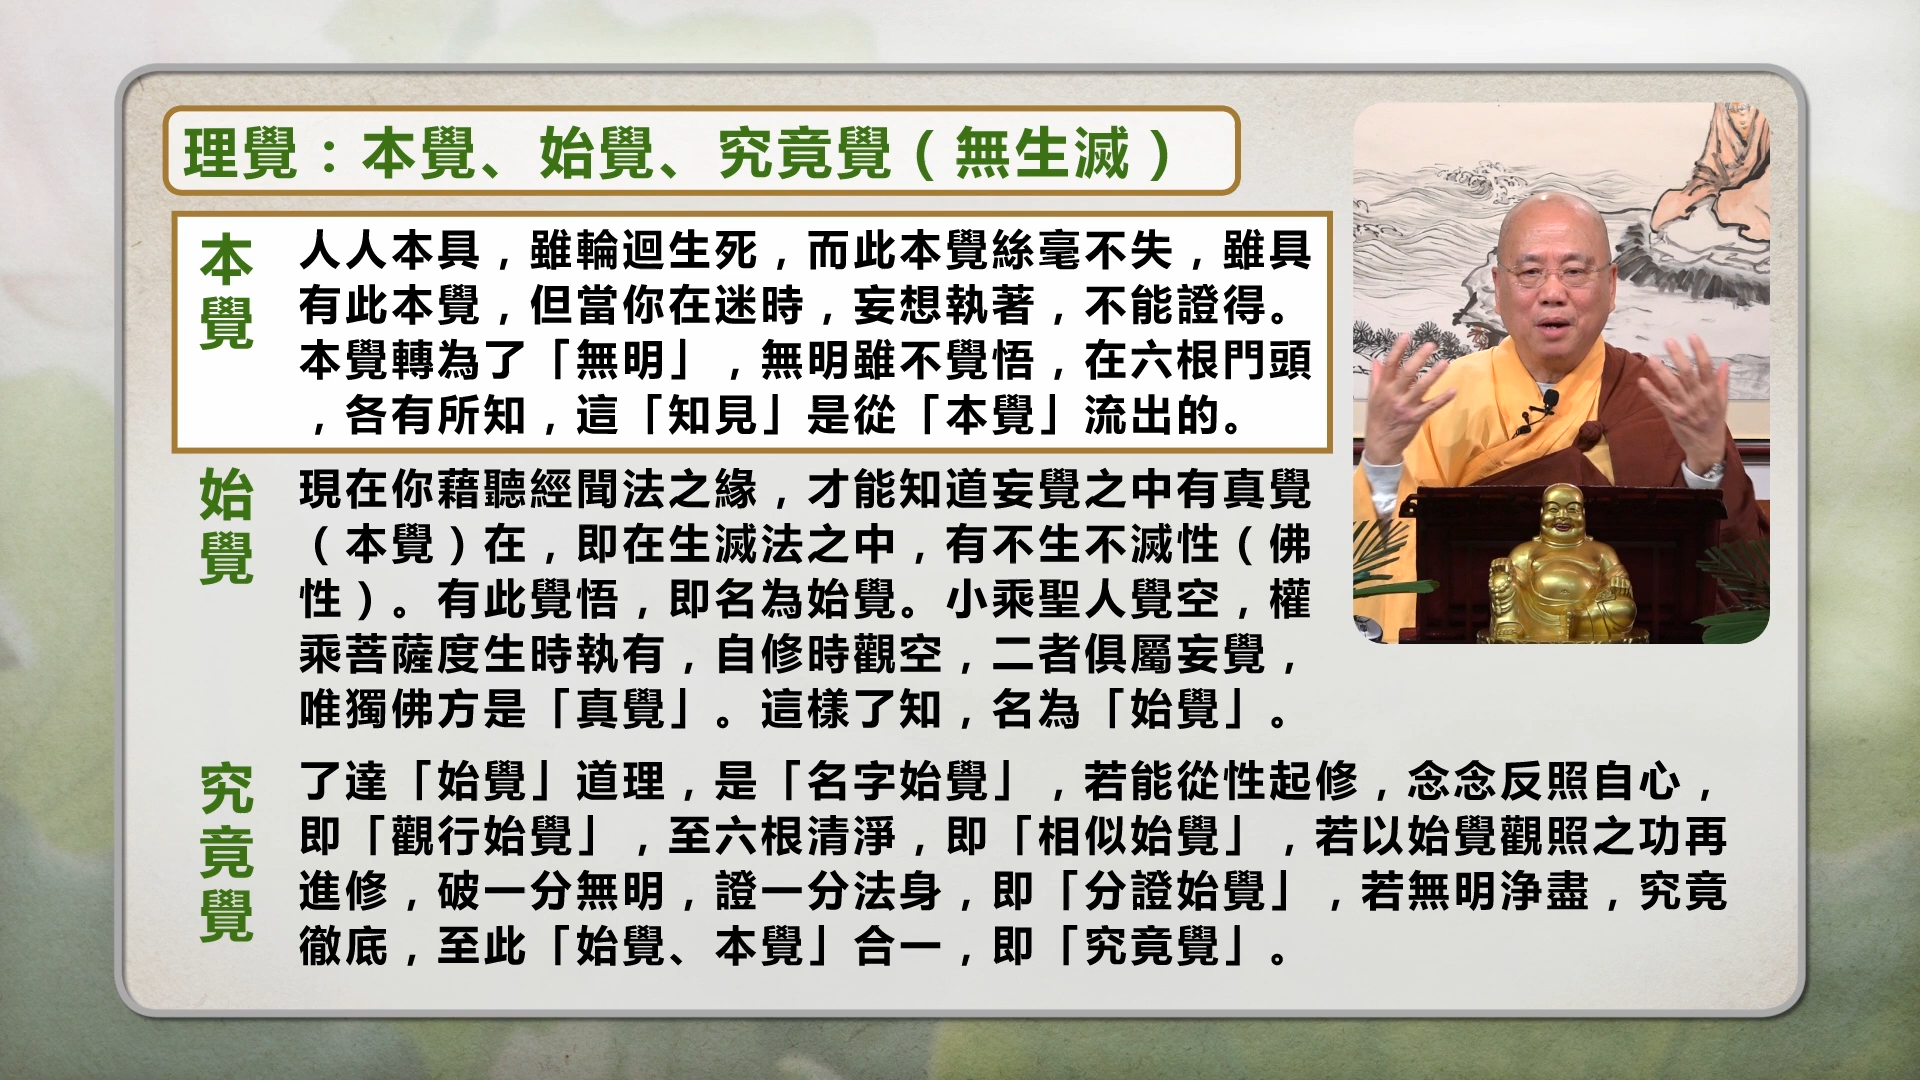 理覺：本覺、始覺、究竟覺（無生滅）
本覺
人人本具，雖輪迴生死，而此本覺絲毫不失，雖具
有此本覺，但當你在迷時，妄想執著，不能證得。
本覺轉為了「無明」，無明雖不覺悟，在六根門頭
，各有所知，這「知見」是從「本覺」流出的。
始覺
現在你藉聽經聞法之緣，才能知道妄覺之中有真覺
（本覺）在，即在生滅法之中，有不生不滅性（佛
性）。有此覺悟，即名為始覺。小乘聖人覺空，權
乘菩薩度生時執有，自修時觀空，二者俱屬妄覺，
唯獨佛方是「真覺」。這樣了知，名為「始覺」。
究竟覺
了達「始覺」道理，是「名字始覺」，若能從性起修，念念反照自心，
即「觀行始覺」，至六根清淨，即「相似始覺」，若以始覺觀照之功再
進修，破一分無明，證一分法身，即「分證始覺」，若無明淨盡，究竟
徹底，至此「始覺、本覺」合一，即「究竟覺」。